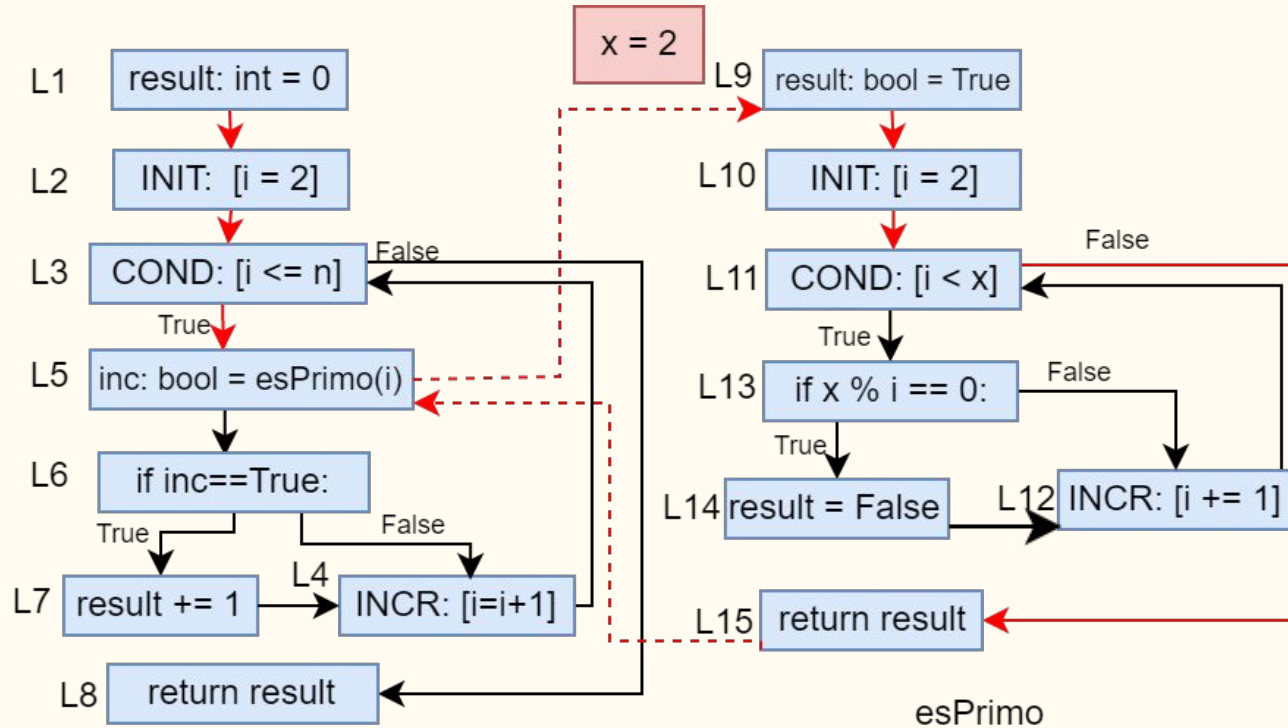 x = 2
L1
result: int = 0
L2
INIT:  [i = 2]
L3
COND: [i <= n]
False
True
L5
inc: bool = esPrimo(i)
L6
if inc==True:
True
False
L7
result += 1
L4
INCR: [i=i+1]
L8
return result
L9
result: bool = True
L10
INIT: [i = 2]
L11
COND: [i < x]
False
True
L13
if x % i == 0:
False
True
L14
result = False
L12
INCR: [i += 1]
L15
return result
esPrimo